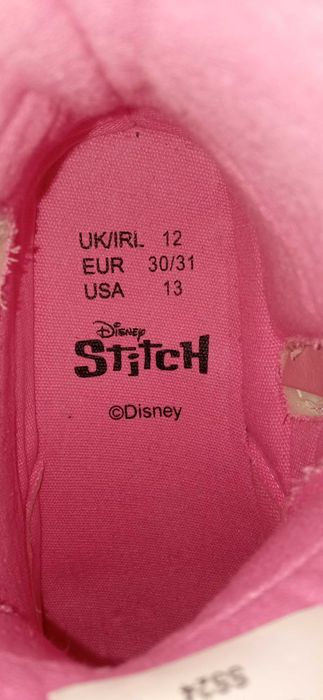 UK/IRL 12
EUR 30/31
USA 13
Disney
STITCH
©Disney